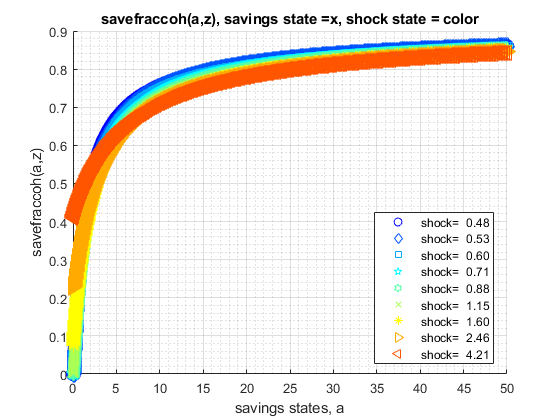 savefraccoh(a,z), savings state =x, shock state = color
savefraccoh(a,z)
0.9
0.8
0.7
0.6
0.5
0.4
0.3
0.2
0.1
0
0 5 10 15 20 25 30 35 40 45 50
savings states, a
shock= 0.48
shock= 0.53
shock= 0.60
shock= 0.71
shock= 0.88
shock= 1.15
shock= 1.60
shock= 2.46
shock= 4.21